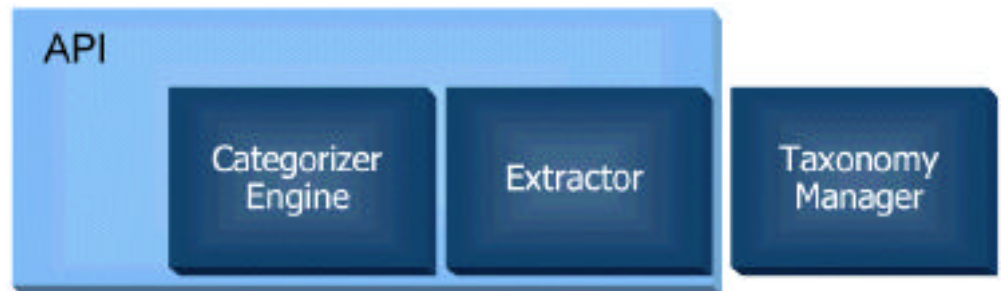 API
Categorizer
Engine
Extractor
Taxonomy
Manager